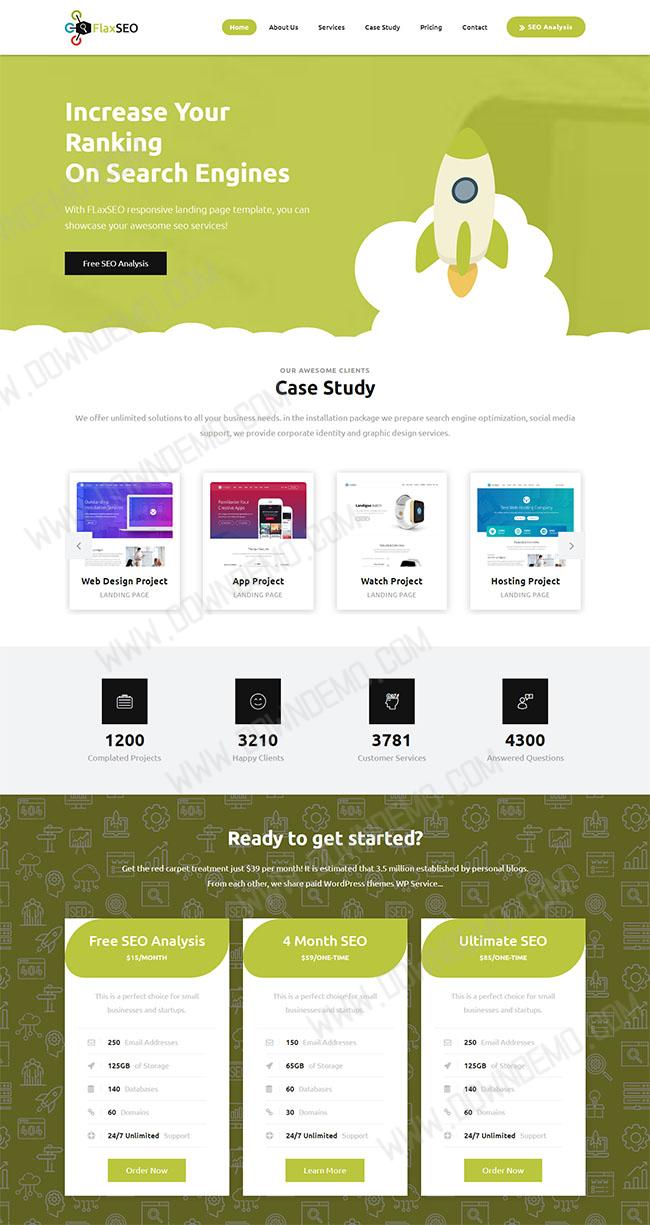 FlaxSEO
Home About Us Services Case Study Pricing Contact SEO Analysis
Increase Your
Ranking
On Search Engines
With FLaxSEO responsive landing page template, you can
showcase your awesome seo services!
Free SEO Analysis
OUR AWESOME CLIENTS
Case Study
We offer unlimited solutions to all your business needs. in the installation package we prepare search engine optimization, social media
support, we provide corporate identity and graphic design services.
Web Design Project
LANDING PAGE
App Project
LANDING PAGE
Watch Project
LANDING PAGE
Hosting Project
LANDING PAGE
1200
Complated Projects
3210
Happy Clients
3781
Customer Services
4300
Answered Questions
Ready to get started?
Get the red carpet treatment just $39 per month! It is estimated that 3.5 million established by personal blogs.
From each other, we share paid WordPress themes WP Service...
Free SEO Analysis
$15/MONTH
This is a perfect choice for small
businesses and startups.
250 Email Addresses
125GB of Storage
140 Databases
60 Domains
24/7 Unlimited Support
Order Now
4 Month SEO
$59/ONE-TIME
This is a perfect choice for small
businesses and startups.
150 Email Addresses
65GB of Storage
60 Databases
30 Domains
24/7 Unlimited Support
Learn More
Ultimate SEO
$85/ONE-TIME
This is a perfect choice for small
businesses and startups.
250 Email Addresses
125GB of Storage
140 Databases
60 Domains
24/7 Unlimited Support
Order Now
WWW.DOWNDEMO.COM